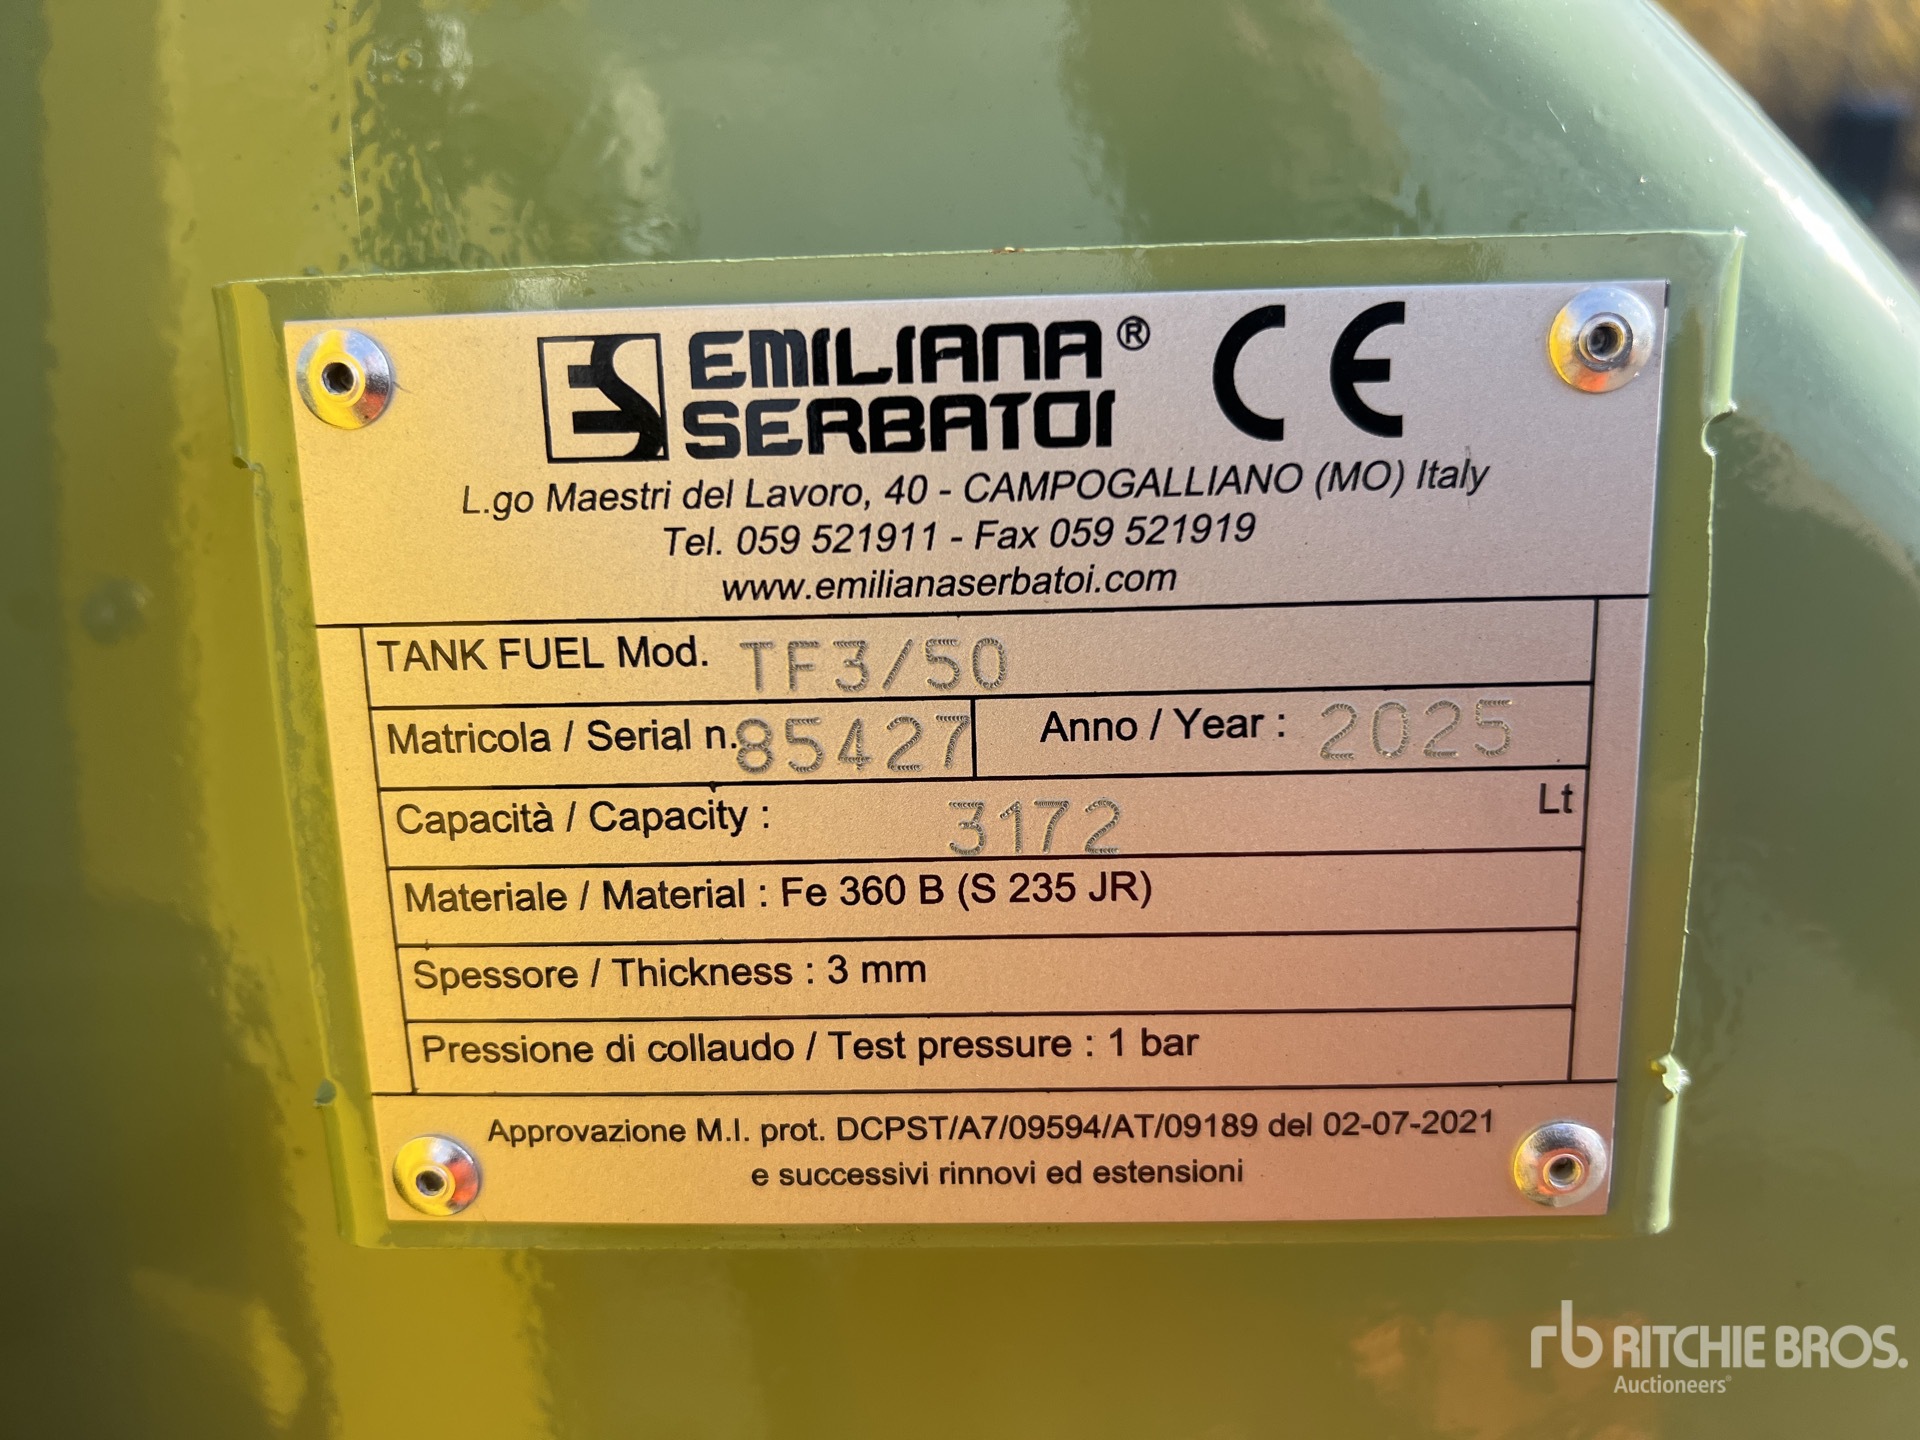 ES EMILIANA® CE
SERBATOI
L.go Maestri del Lavoro, 40 - CAMPOGALLIANO (MO) Italy
Tel. 059 521911 - Fax 059 521919
www.emilianaserbatoi.com
TANK FUEL Mod. TF3/50
Matricola / Serial n. 85427 Anno / Year : 2025
Capacità / Capacity : 3172 Lt
Materiale / Material : Fe 360 B (S 235 JR)
Spessore / Thickness : 3 mm
Pressione di collaudo / Test pressure : 1 bar
Approvazione M.I. prot. DCPST/A7/09594/AT/09189 del 02-07-2021
e successivi rinnovi ed estensioni
rb RITCHIE BROS.
Auctioneers®